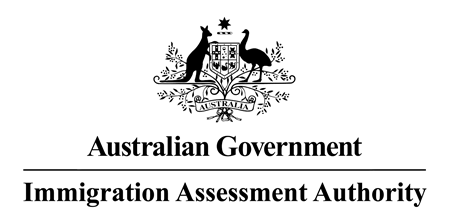 AUSTRALIA
Australian Government
Immigration Assessment Authority